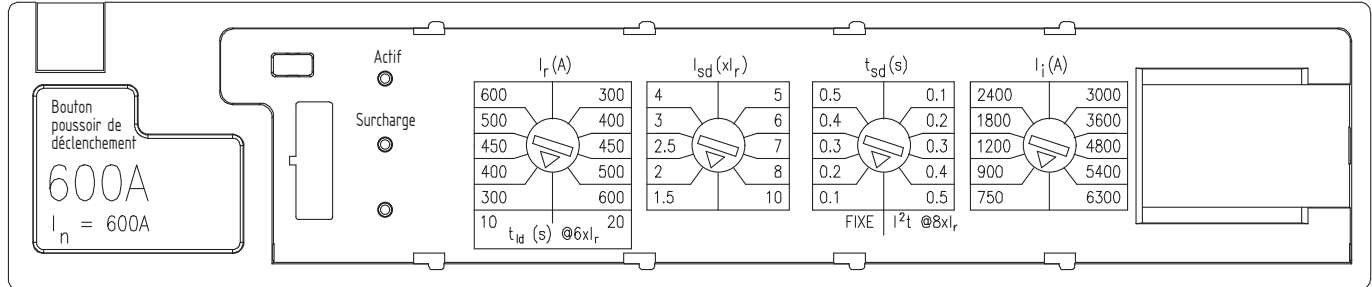 Bouton
poussoir de
déclenchement
600A
I_n = 600A
Actif
Surcharge
I_r (A)
600 300
500 400
450 450
400 500
300 600
10 20
t_ld (s) @6xI_r
I_sd (xI_r)
4 5
3 6
2.5 7
2 8
1.5 10
t_sd (s)
0.5 0.1
0.4 0.2
0.3 0.3
0.2 0.4
0.1 0.5
FIXE I²t @8xI_r
I_i (A)
2400 3000
1800 3600
1200 4800
900 5400
750 6300